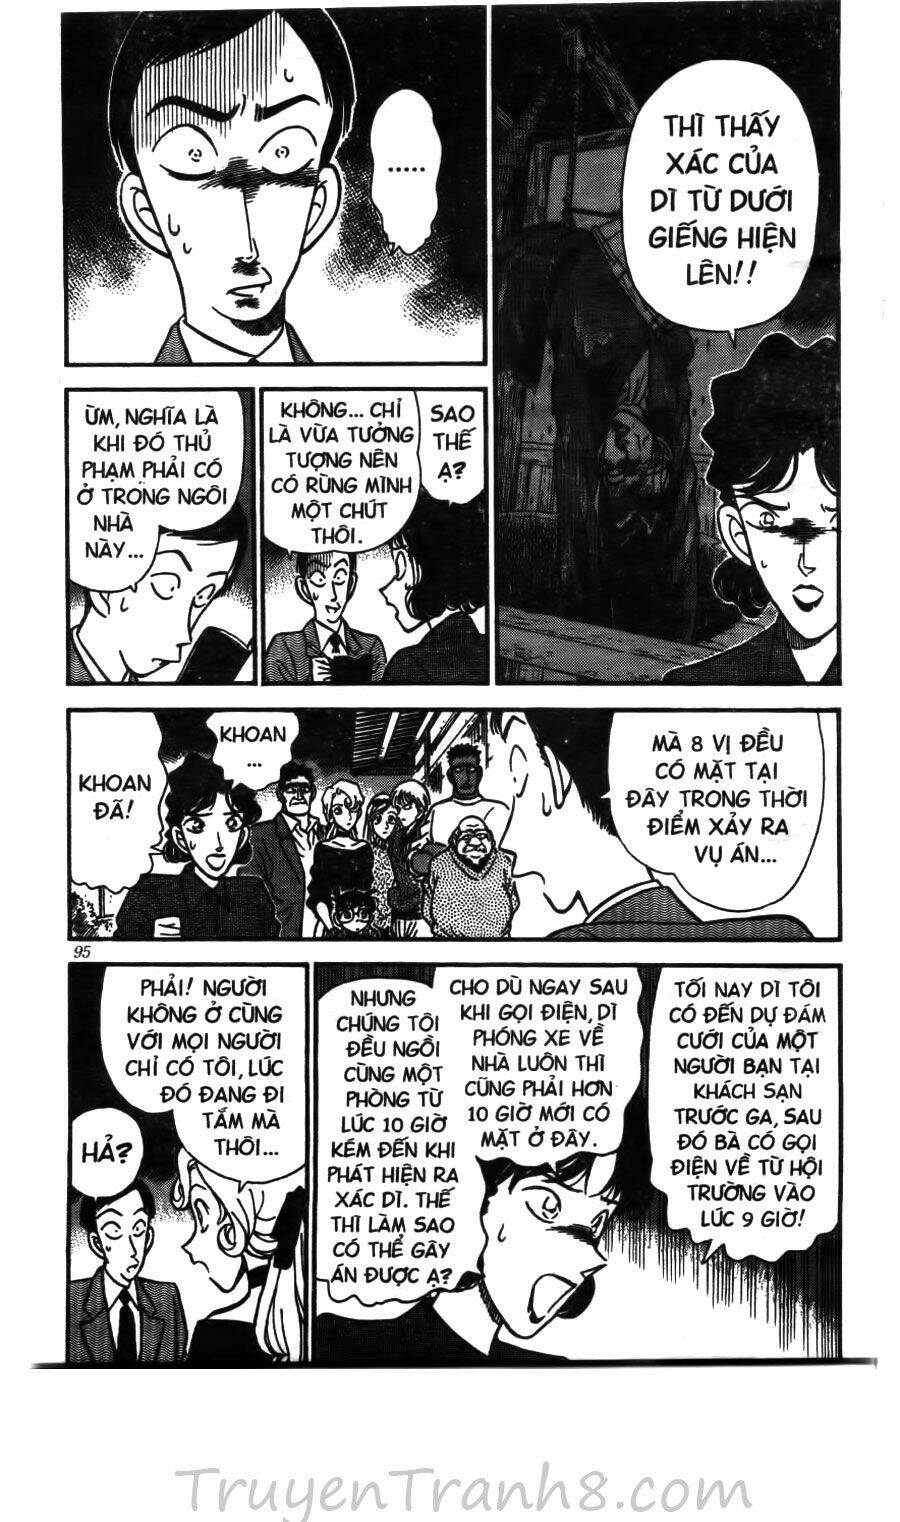 THÌ THẤY
XÁC CỦA
DÌ TỪ DƯỚI
GIẾNG HIỆN
LÊN!!
.....
SAO
THẾ
Ạ?
KHÔNG... CHỈ
LÀ VỪA TƯỞNG
TƯỢNG NÊN
CÓ RÙNG MÌNH
MỘT CHÚT
THÔI.
ỪM, NGHĨA LÀ
KHI ĐÓ THỦ
PHẠM PHẢI CÓ
Ở TRONG NGÔI
NHÀ
NÀY...
MÀ 8 VỊ ĐỀU
CÓ MẶT TẠI
ĐÂY TRONG THỜI
ĐIỂM XẢY RA
VỤ ÁN...
KHOAN
...
KHOAN
ĐÃ!
95
TỐI NAY DÌ TÔI
CÓ ĐẾN DỰ ĐÁM
CƯỚI CỦA MỘT
NGƯỜI BẠN TẠI
KHÁCH SẠN
TRƯỚC GA, SAU
ĐÓ BÀ CÓ GỌI
ĐIỆN VỀ TỪ HỘI
TRƯỜNG VÀO
LÚC 9 GIỜ!
CHO DÙ NGAY SAU
KHI GỌI ĐIỆN, DÌ
PHÓNG XE VỀ
NHÀ LUÔN THÌ
CŨNG PHẢI HƠN
10 GIỜ MỚI CÓ
MẶT Ở ĐÂY.
NHƯNG
CHÚNG TÔI
ĐỀU NGỒI
CÙNG MỘT
PHÒNG TỪ
LÚC 10 GIỜ
KÉM ĐẾN KHI
PHÁT HIỆN RA
XÁC DÌ. THẾ
THÌ LÀM SAO
CÓ THỂ GÂY
ÁN ĐƯỢC Ạ?
PHẢI! NGƯỜI
KHÔNG Ở CÙNG
VỚI MỌI NGƯỜI
CHỈ CÓ TÔI, LÚC
ĐÓ ĐANG ĐI
TẮM MÀ
THÔI...
HẢ?
TruyenTranh8.com